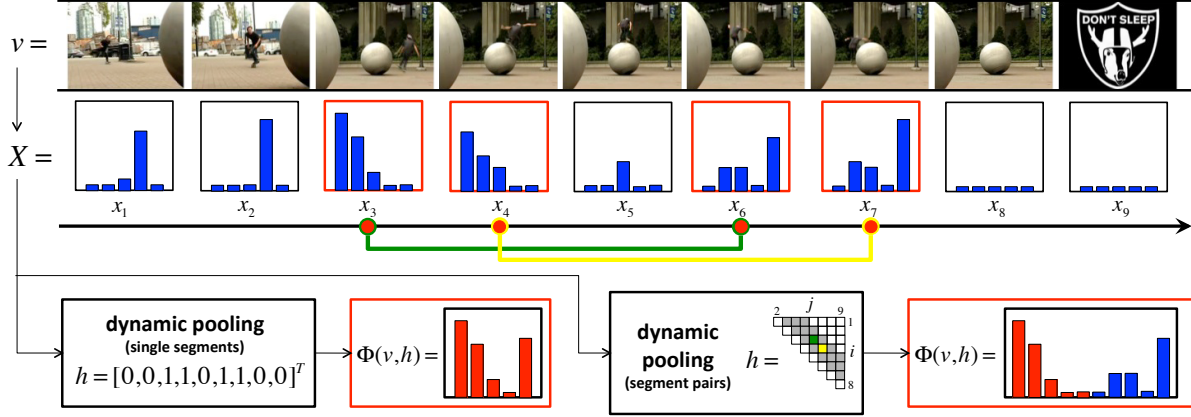 v =
DON'T SLEEP
X =
x₁ x₂ x₃ x₄ x₅ x₆ x₇ x₈ x₉
dynamic pooling
(single segments)
h = [0,0,1,1,0,1,1,0,0]ᵀ
Φ(v,h) =
dynamic
pooling
(segment pairs)
h =
j
2 9
1
i
8
Φ(v,h) =